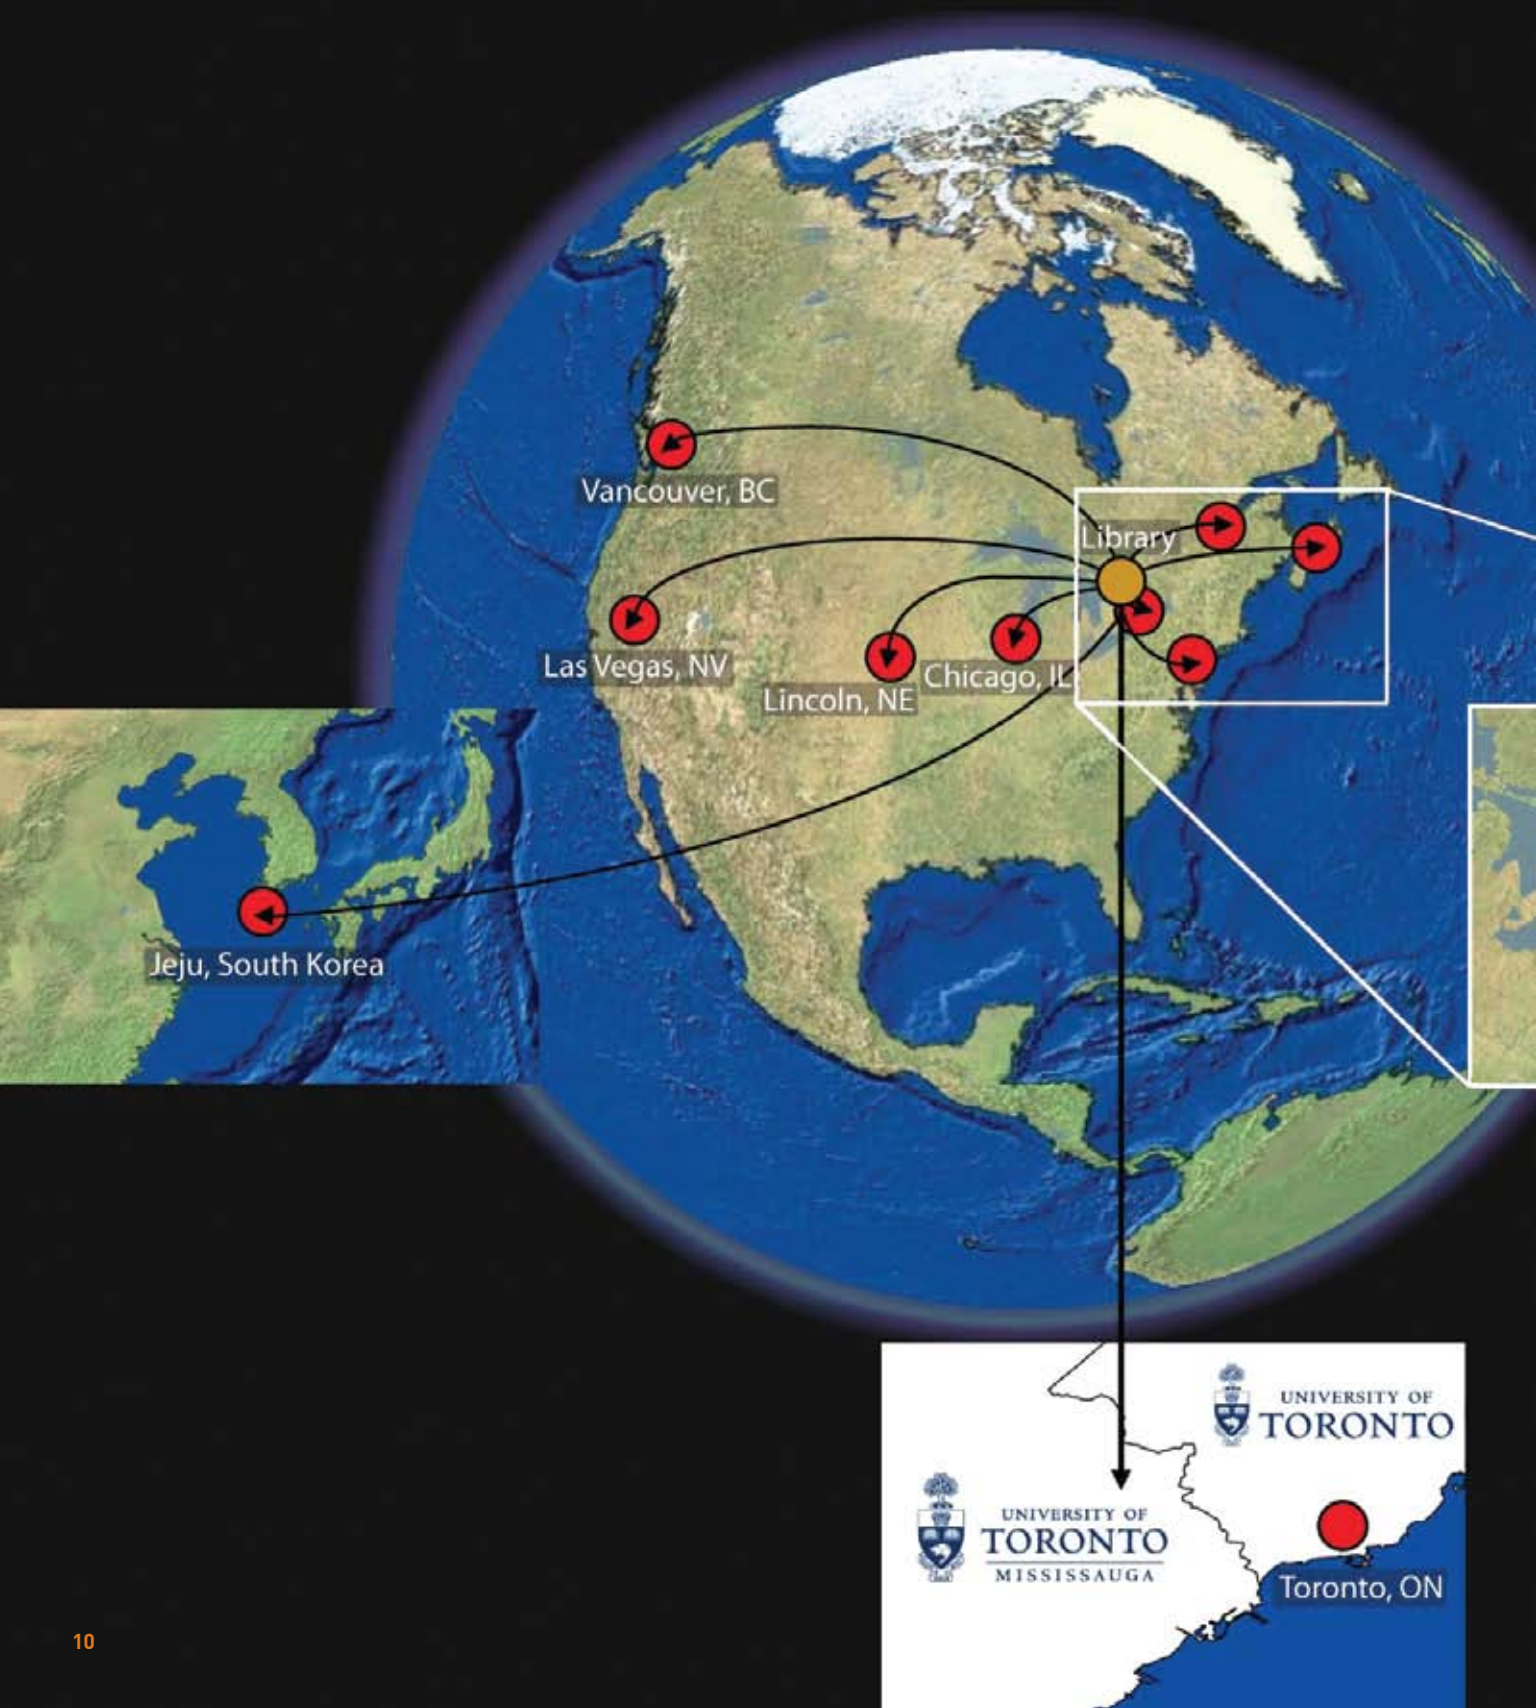 Vancouver, BC
Library
Las Vegas, NV
Chicago, IL
Lincoln, NE
Jeju, South Korea
UNIVERSITY OF
TORONTO
UNIVERSITY OF
TORONTO
MISSISSAUGA
Toronto, ON
10